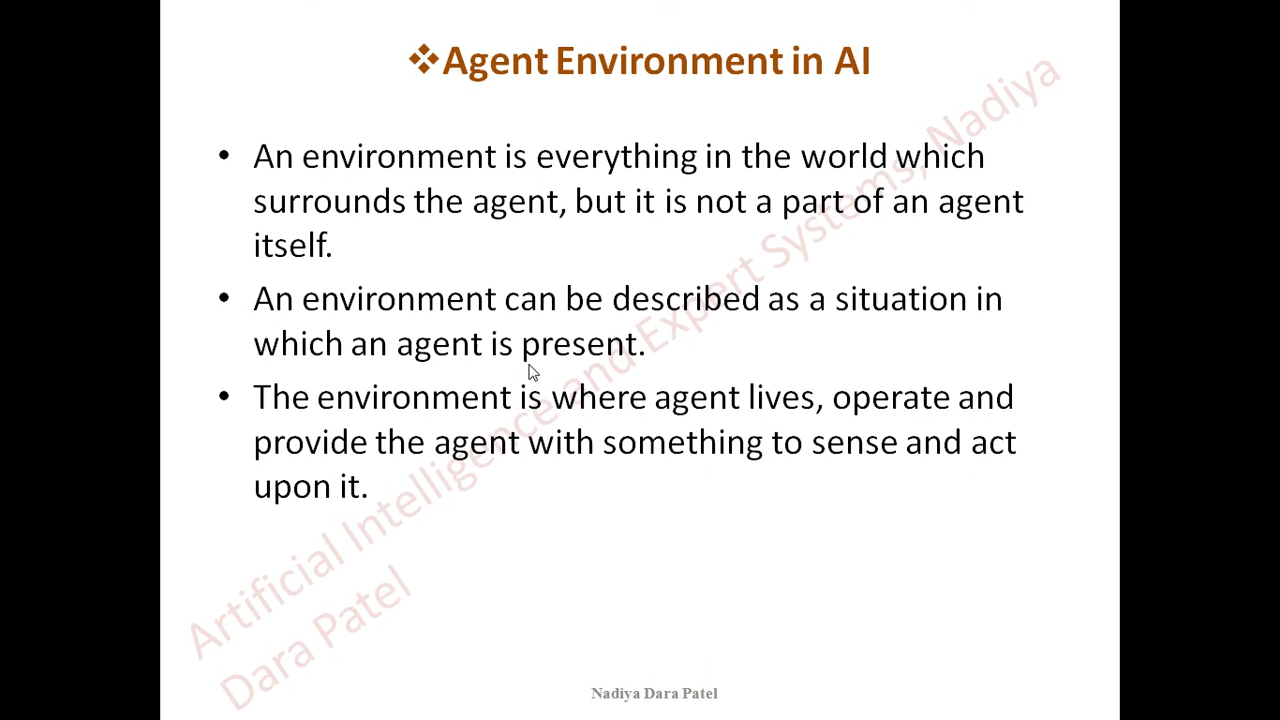 ❖Agent Environment in AI
• An environment is everything in the world which
surrounds the agent, but it is not a part of an agent
itself.
• An environment can be described as a situation in
which an agent is present.
• The environment is where agent lives, operate and
provide the agent with something to sense and act
upon it.
Artificial Intelligence and Expert Systems, Nadiya
Dara Patel
Nadiya Dara Patel